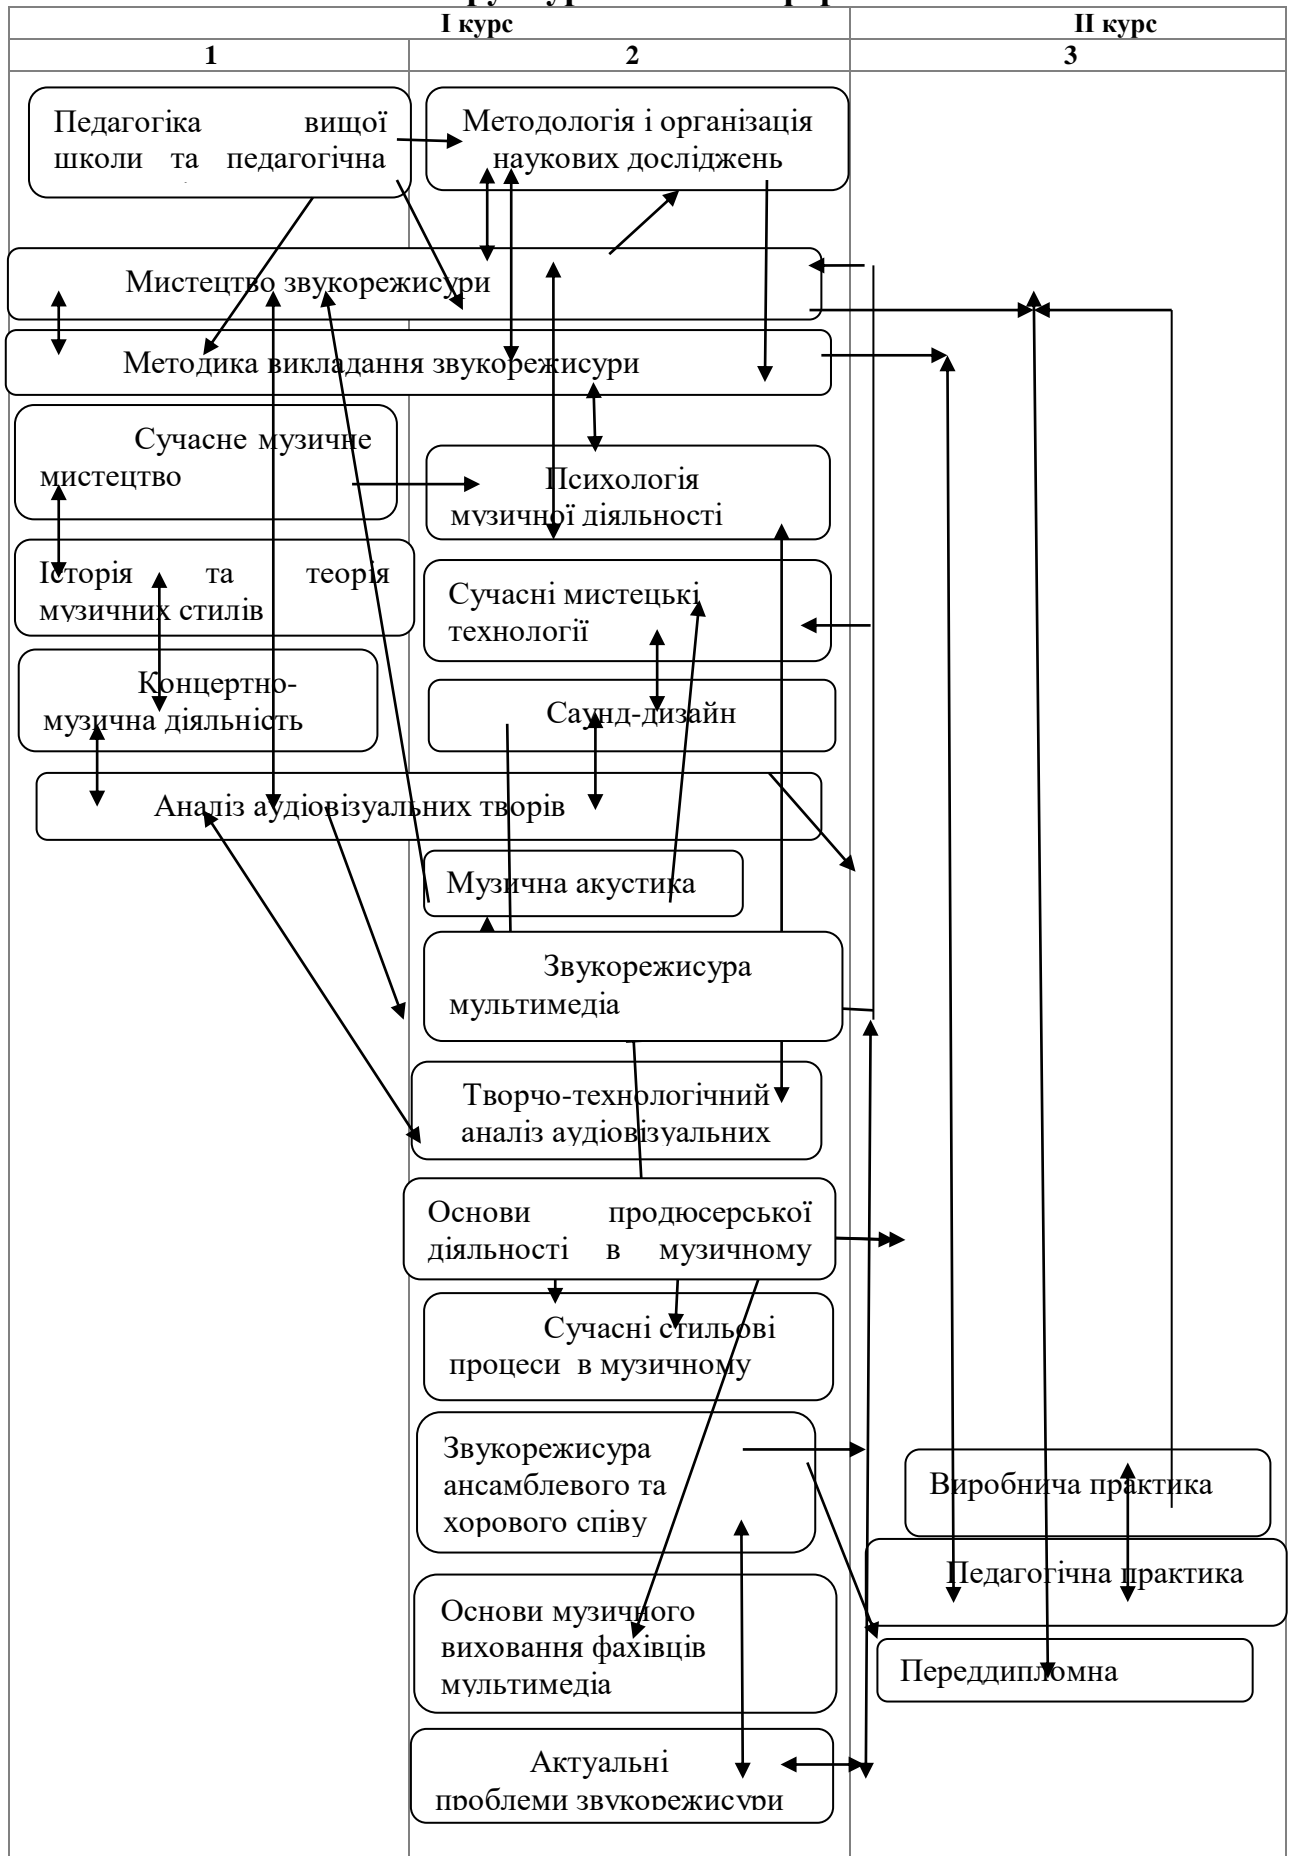 І курс ІІ курс
1 2 3
Педагогіка вищої
школи та педагогічна
Методологія і організація
наукових досліджень
Мистецтво звукорежисури
Методика викладання звукорежисури
Сучасне музичне
мистецтво
Психологія
музичної діяльності
Історія та теорія
музичних стилів
Сучасні мистецькі
технології
Концертно-
музична діяльність
Саунд-дизайн
Аналіз аудіовізуальних творів
Музична акустика
Звукорежисура
мультимедіа
Творчо-технологічний
аналіз аудіовізуальних
Основи продюсерської
діяльності в музичному
Сучасні стильові
процеси в музичному
Звукорежисура
ансамблевого та
хорового співу
Виробнича практика
Педагогічна практика
Основи музичного
виховання фахівців
мультимедіа
Переддипломна
Актуальні
проблеми звукорежисури